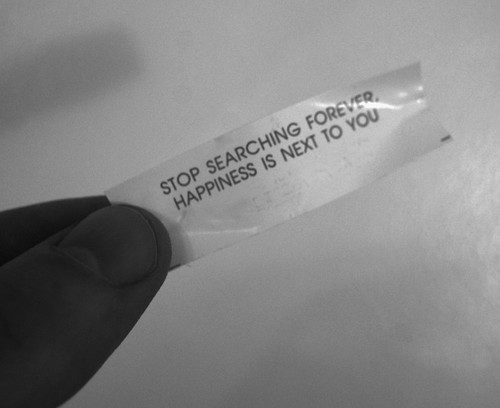 STOP SEARCHING FOREVER,
HAPPINESS IS NEXT TO YOU